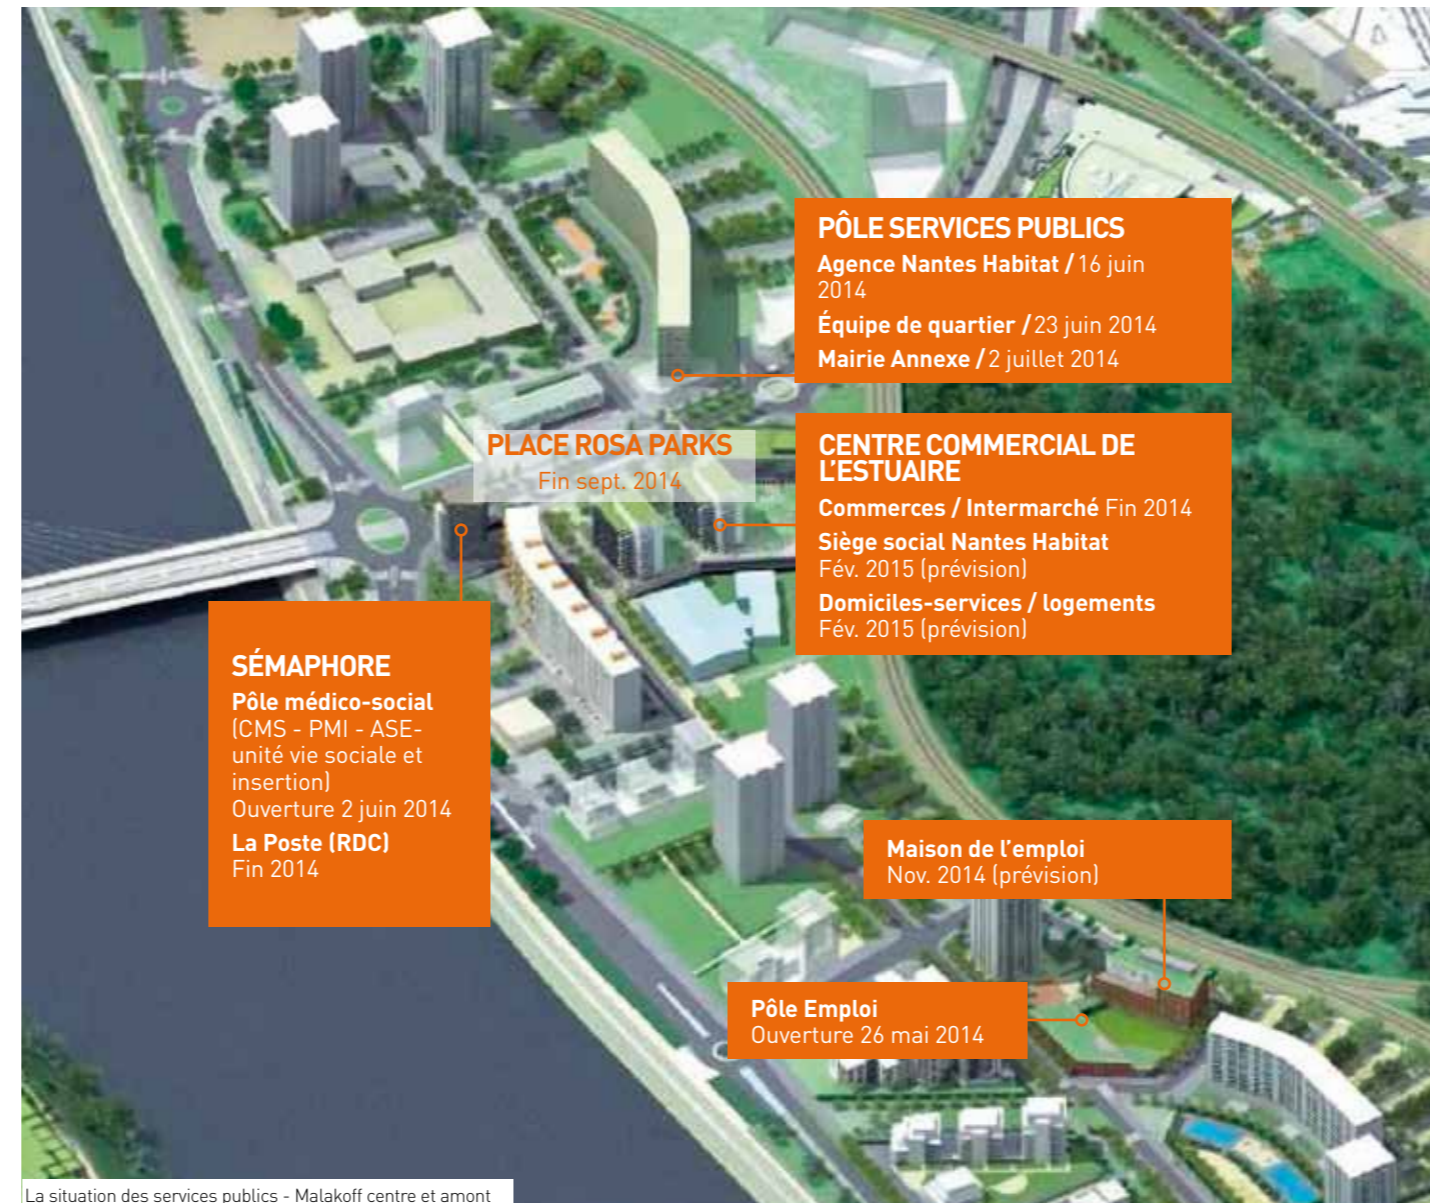 PÔLE SERVICES PUBLICS
Agence Nantes Habitat / 16 juin
2014
Équipe de quartier / 23 juin 2014
Mairie Annexe / 2 juillet 2014
PLACE ROSA PARKS
Fin sept. 2014
CENTRE COMMERCIAL DE
L'ESTUAIRE
Commerces / Intermarché Fin 2014
Siège social Nantes Habitat
Fév. 2015 (prévision)
Domiciles-services / logements
Fév. 2015 (prévision)
SÉMAPHORE
Pôle médico-social
(CMS - PMI - ASE-
unité vie sociale et
insertion)
Ouverture 2 juin 2014
La Poste (RDC)
Fin 2014
Maison de l'emploi
Nov. 2014 (prévision)
Pôle Emploi
Ouverture 26 mai 2014
La situation des services publics - Malakoff centre et amont